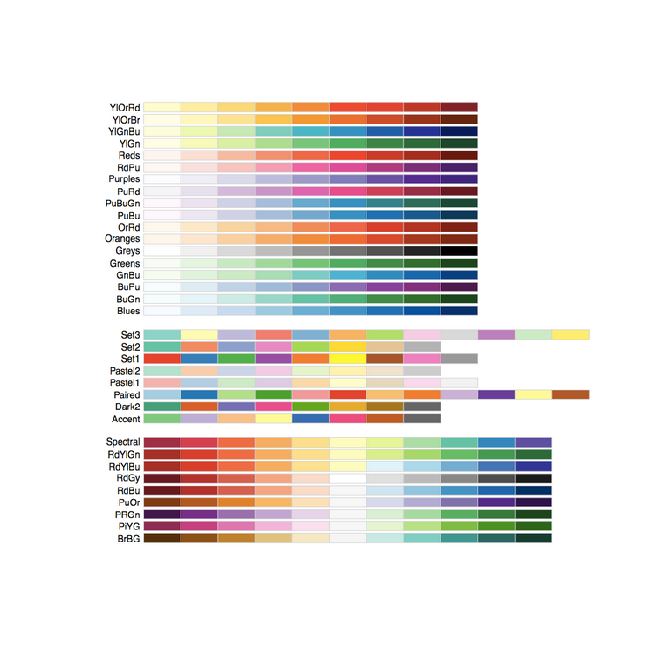 YlOrRd
YlOrBr
YlGnBu
YlGn
Reds
RdPu
Purples
PuRd
PuBuGn
PuBu
OrRd
Oranges
Greys
Greens
GnBu
BuPu
BuGn
Blues
Set3
Set2
Set1
Pastel2
Pastel1
Paired
Dark2
Accent
Spectral
RdYlGn
RdYlBu
RdGy
RdBu
PuOr
PRGn
PiYG
BrBG